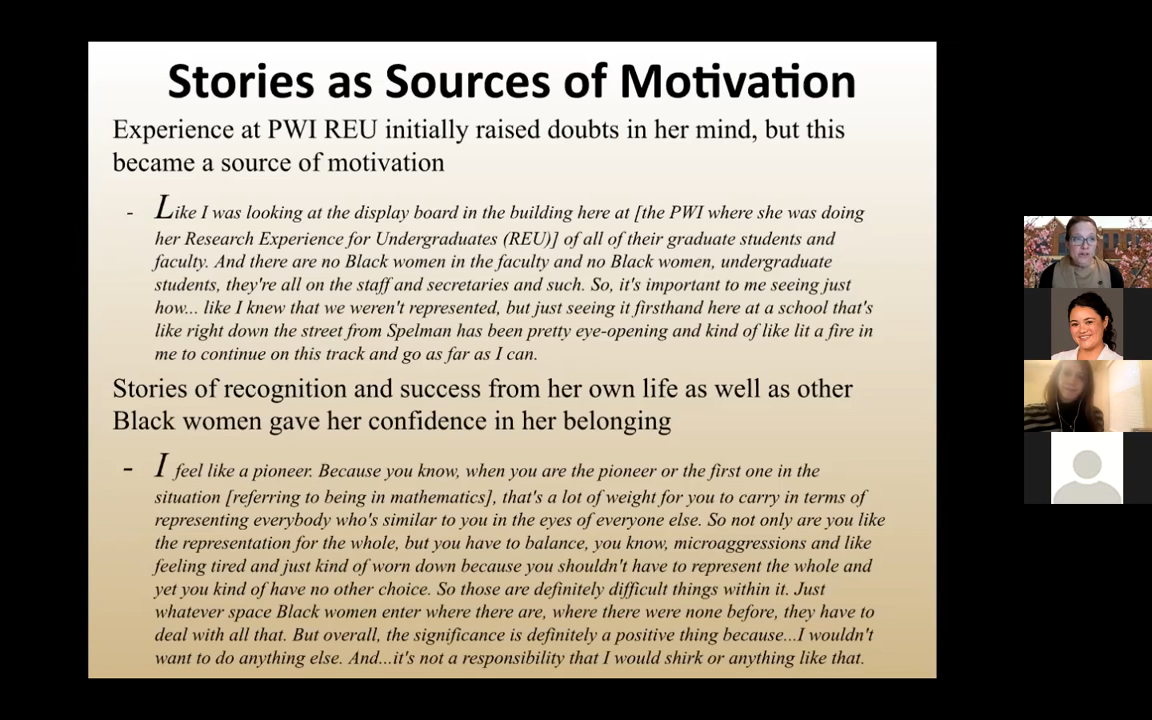 Stories as Sources of Motivation
Experience at PWI REU initially raised doubts in her mind, but this
became a source of motivation
- Like I was looking at the display board in the building here at [the PWI where she was doing
her Research Experience for Undergraduates (REU)] of all of their graduate students and
faculty. And there are no Black women in the faculty and no Black women, undergraduate
students, they're all on the staff and secretaries and such. So, it's important to me seeing just
how... like I knew that we weren't represented, but just seeing it firsthand here at a school that's
like right down the street from Spelman has been pretty eye-opening and kind of like lit a fire in
me to continue on this track and go as far as I can.
Stories of recognition and success from her own life as well as other
Black women gave her confidence in her belonging
- I feel like a pioneer. Because you know, when you are the pioneer or the first one in the
situation [referring to being in mathematics], that's a lot of weight for you to carry in terms of
representing everybody who's similar to you in the eyes of everyone else. So not only are you like
the representation for the whole, but you have to balance, you know, microaggressions and like
feeling tired and just kind of worn down because you shouldn't have to represent the whole and
yet you kind of have no other choice. So those are definitely difficult things within it. Just
whatever space Black women enter where there are, where there were none before, they have to
deal with all that. But overall, the significance is definitely a positive thing because...I wouldn't
want to do anything else. And...it's not a responsibility that I would shirk or anything like that.